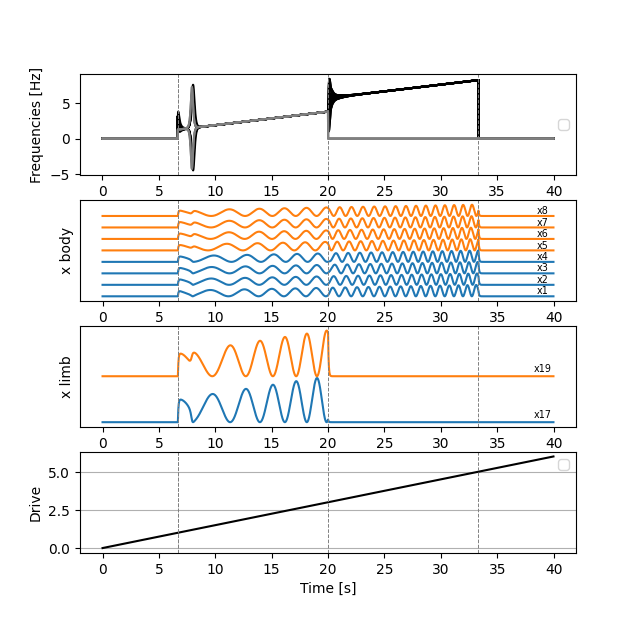 Frequencies [Hz]
5
0
−5
0 5 10 15 20 25 30 35 40
x body
x8
x7
x6
x5
x4
x3
x2
x1
0 5 10 15 20 25 30 35 40
x limb
x19
x17
0 5 10 15 20 25 30 35 40
Drive
5.0
2.5
0.0
0 5 10 15 20 25 30 35 40
Time [s]